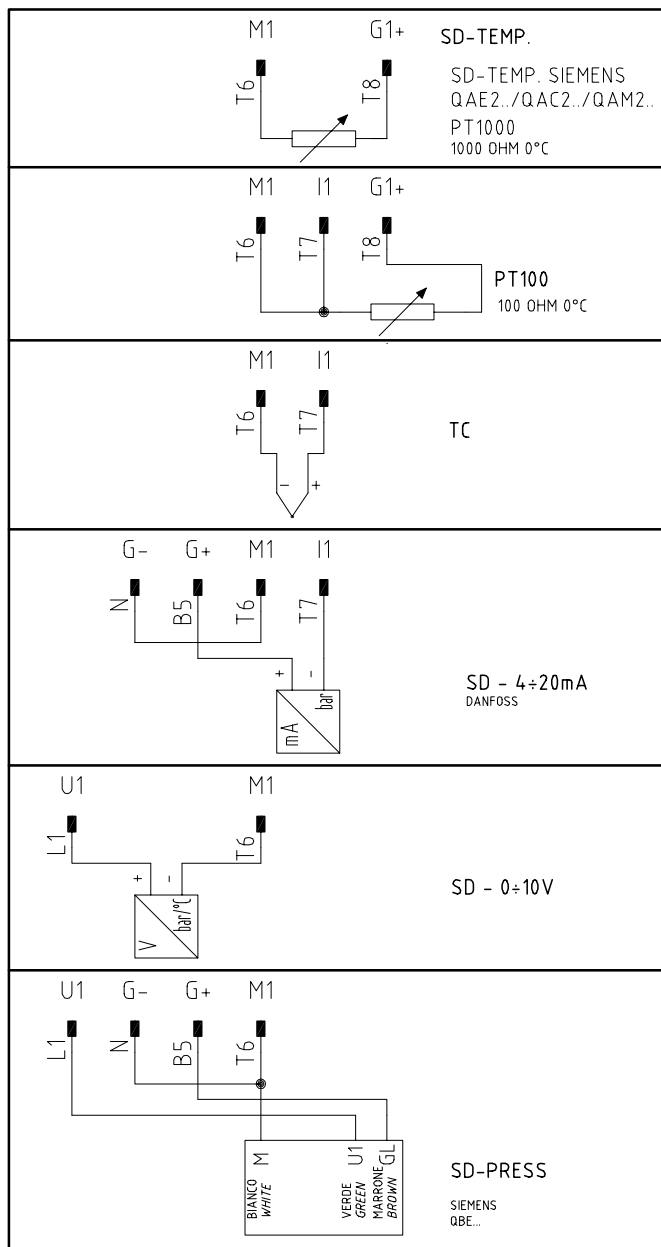 M1 G1+
SD-TEMP.
T6 T8
SD-TEMP. SIEMENS
QAE2../QAC2../QAM2..
PT1000
1000 OHM 0°C
M1 I1 G1+
T6 T7 T8
PT100
100 OHM 0°C
M1 I1
T6 T7
TC
- +
G- G+ M1 I1
N B5 T6 T7
+ -
mA bar
SD - 4÷20mA
DANFOSS
U1 M1
L1 T6
+ -
V bar/°C
SD - 0÷10V
U1 G- G+ M1
L1 N B5 T6
M U1 GL
BIANCO VERDE MARRONE
WHITE GREEN BROWN
SD-PRESS
SIEMENS
QBE...